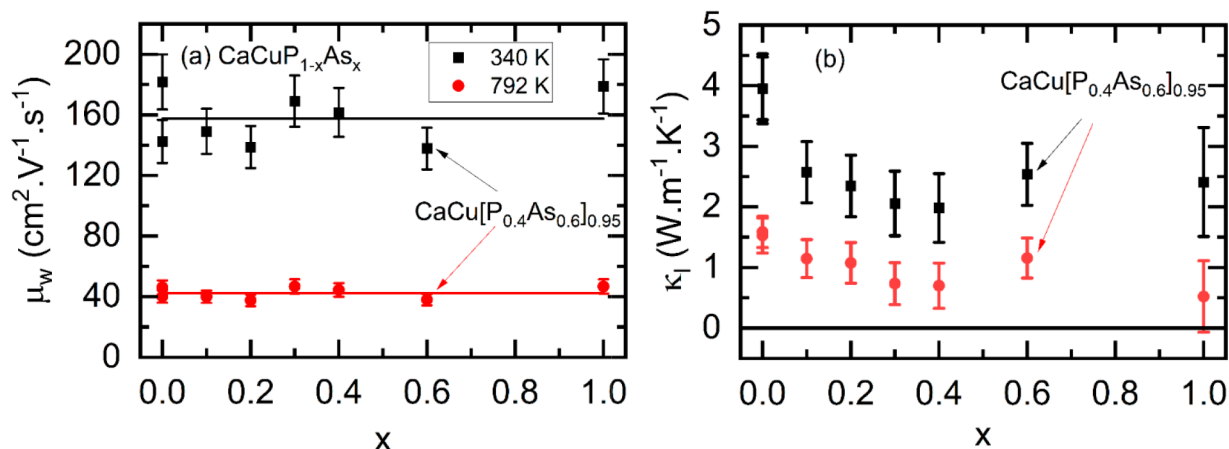 (a) CaCuP1-xAsx
340 K
792 K
CaCu[P0.4As0.6]0.95
μw (cm2.V-1.s-1)
200
160
120
80
40
0
0.0 0.2 0.4 0.6 0.8 1.0
x
(b)
CaCu[P0.4As0.6]0.95
κl (W.m-1.K-1)
5
4
3
2
1
0
0.0 0.2 0.4 0.6 0.8 1.0
x